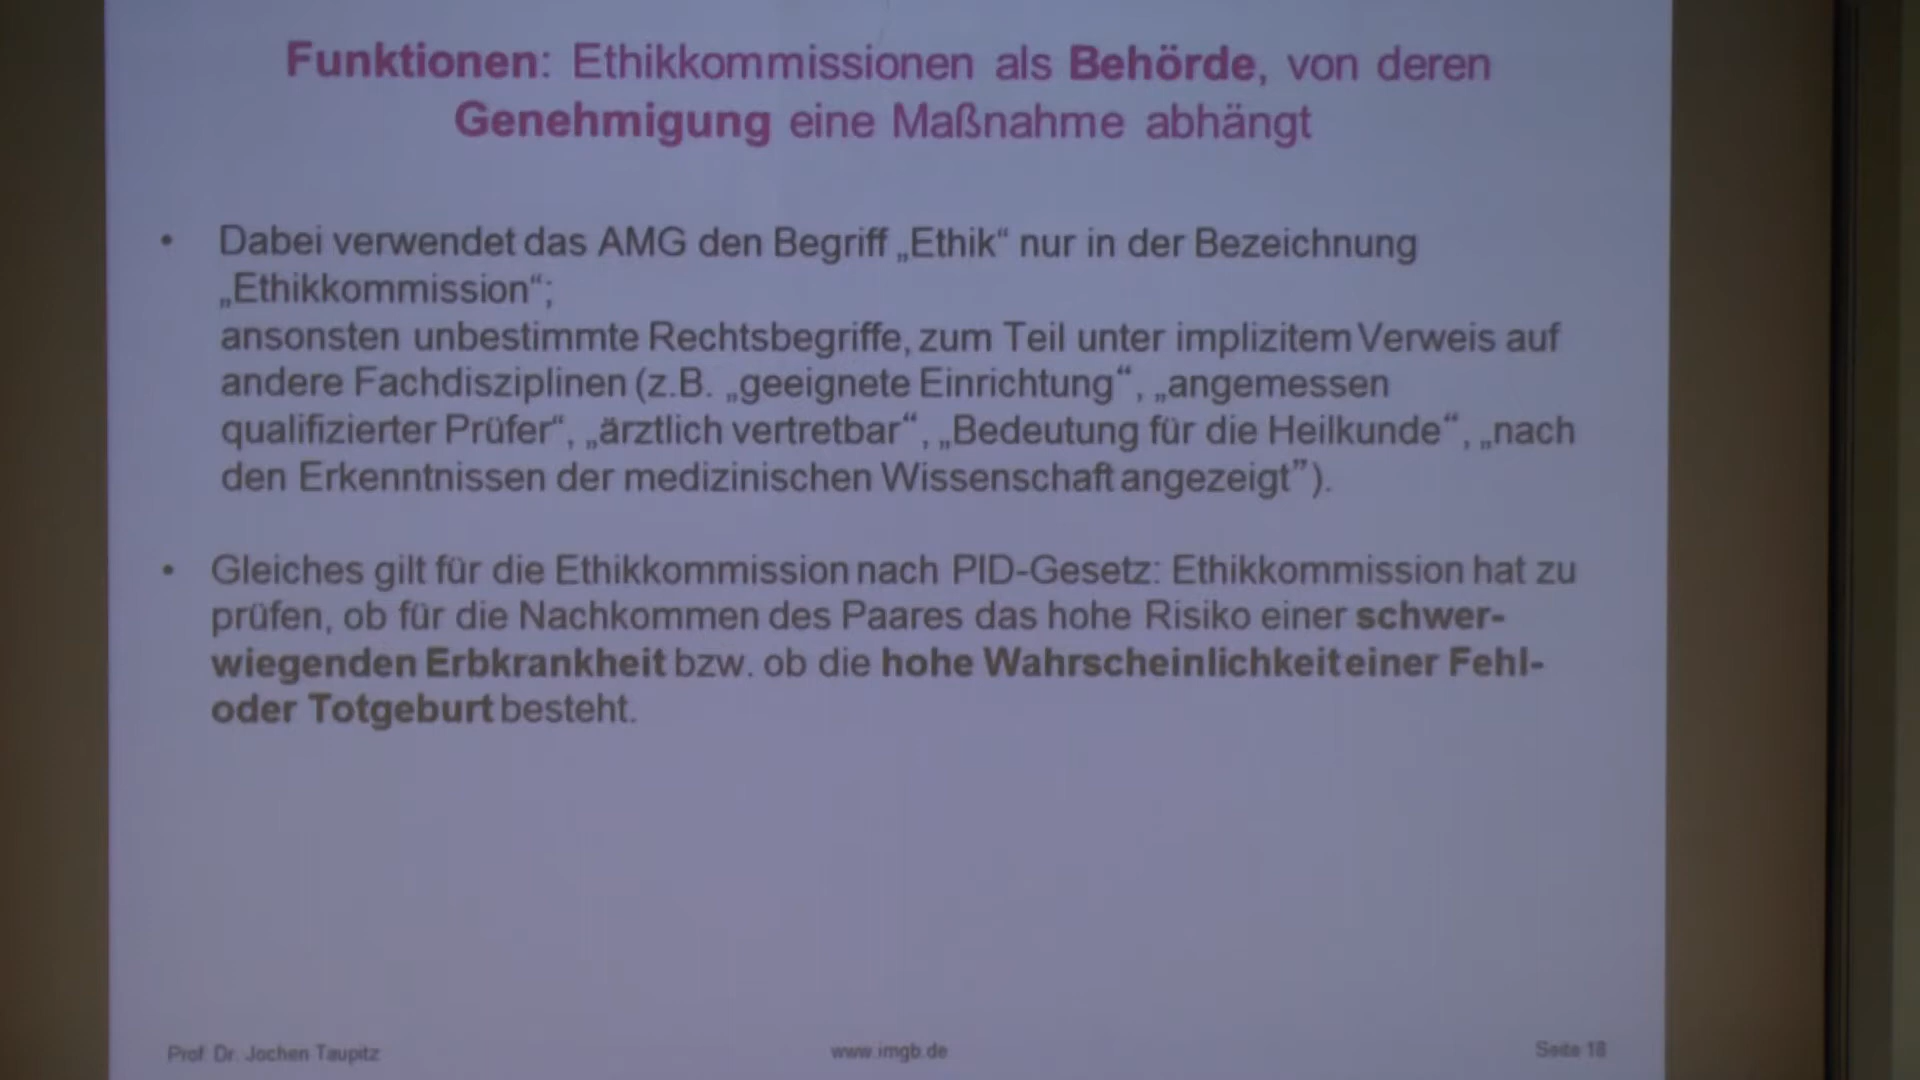 Funktionen: Ethikkommissionen als Behörde, von deren
Genehmigung eine Maßnahme abhängt
• Dabei verwendet das AMG den Begriff „Ethik“ nur in der Bezeichnung
„Ethikkommission“;
ansonsten unbestimmte Rechtsbegriffe, zum Teil unter implizitem Verweis auf
andere Fachdisziplinen (z.B. „geeignete Einrichtung“, „angemessen
qualifizierter Prüfer“, „ärztlich vertretbar“, „Bedeutung für die Heilkunde“, „nach
den Erkenntnissen der medizinischen Wissenschaft angezeigt”).
• Gleiches gilt für die Ethikkommission nach PID-Gesetz: Ethikkommission hat zu
prüfen, ob für die Nachkommen des Paares das hohe Risiko einer schwer-
wiegenden Erbkrankheit bzw. ob die hohe Wahrscheinlichkeit einer Fehl-
oder Totgeburt besteht.
Prof. Dr. Jochen Taupitz
www.imgb.de
Seite 18